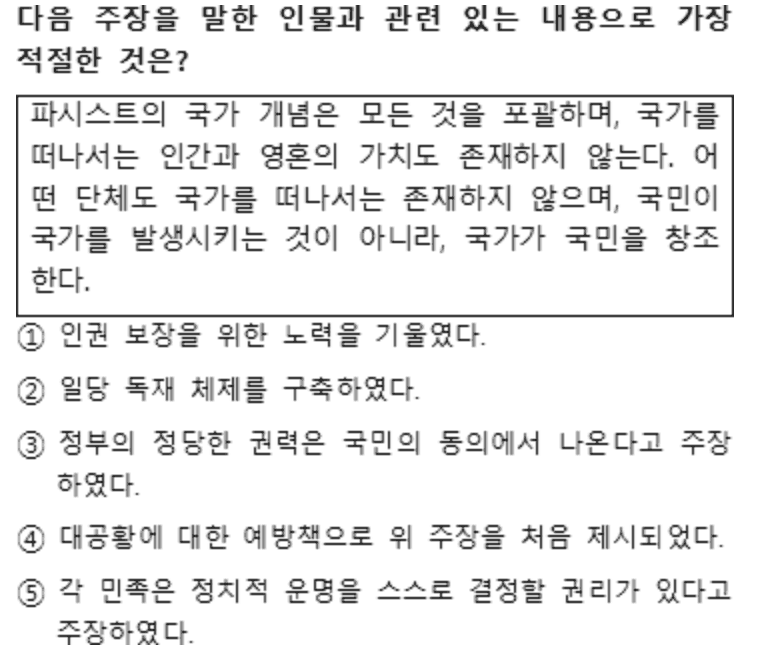 다음 주장을 말한 인물과 관련 있는 내용으로 가장
적절한 것은?
파시스트의 국가 개념은 모든 것을 포괄하며, 국가를
떠나서는 인간과 영혼의 가치도 존재하지 않는다. 어
떤 단체도 국가를 떠나서는 존재하지 않으며, 국민이
국가를 발생시키는 것이 아니라, 국가가 국민을 창조
한다.
① 인권 보장을 위한 노력을 기울였다.
② 일당 독재 체제를 구축하였다.
③ 정부의 정당한 권력은 국민의 동의에서 나온다고 주장
하였다.
④ 대공황에 대한 예방책으로 위 주장을 처음 제시되었다.
⑤ 각 민족은 정치적 운명을 스스로 결정할 권리가 있다고
주장하였다.